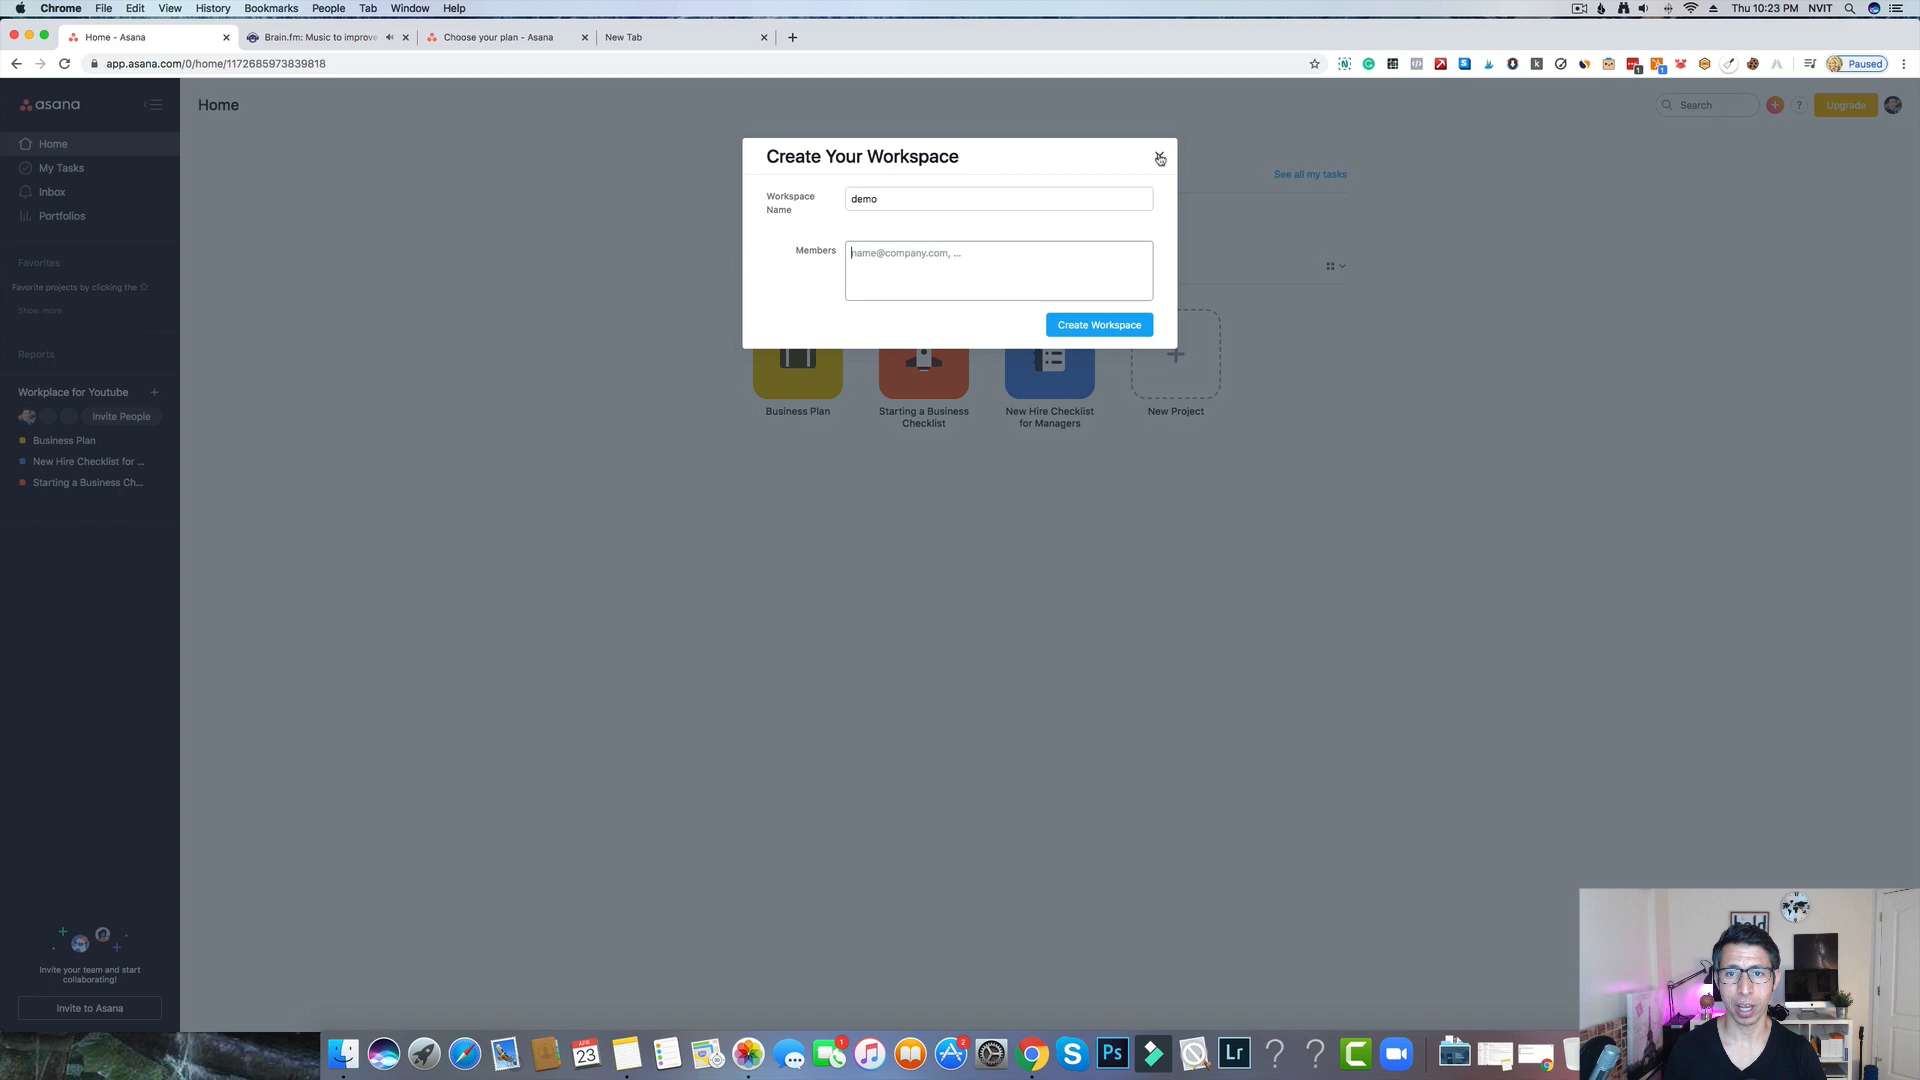 Chrome File Edit View History Bookmarks People Tab Window Help
Thu 10:23 PM NVIT
Home - Asana
Brain.fm: Music to improve
Choose your plan - Asana
New Tab
app.asana.com/0/home/1172685973839818
Paused
asana
Home
Search
?
Upgrade
Home
My Tasks
Inbox
Portfolios
Favorites
Favorite projects by clicking the
Show more
Reports
Workplace for Youtube
Invite People
Business Plan
New Hire Checklist for ...
Starting a Business Ch...
Invite your team and start
collaborating!
Invite to Asana
Create Your Workspace
Workspace
Name
demo
Members
name@company.com, ...
Create Workspace
See all my tasks
Business Plan
Starting a Business
Checklist
New Hire Checklist
for Managers
New Project
APR
23
1
2
Ps
Lr